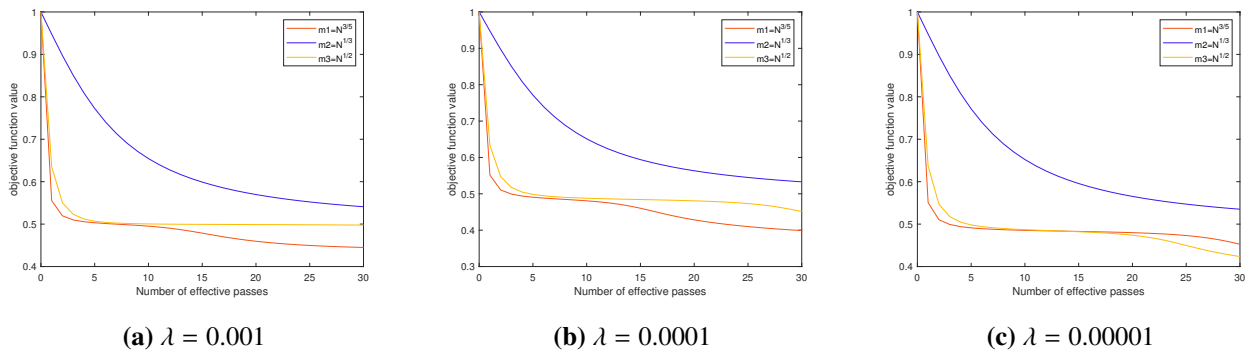 1
0.9
0.8
0.7
0.6
0.5
0.4
objective function value
0 5 10 15 20 25 30
Number of effective passes
m1=N^{3/5}
m2=N^{1/3}
m3=N^{1/2}
(a) λ = 0.001
1
0.9
0.8
0.7
0.6
0.5
0.4
0.3
objective function value
0 5 10 15 20 25 30
Number of effective passes
m1=N^{3/5}
m2=N^{1/3}
m3=N^{1/2}
(b) λ = 0.0001
1
0.9
0.8
0.7
0.6
0.5
0.4
objective function value
0 5 10 15 20 25 30
Number of effective passes
m1=N^{3/5}
m2=N^{1/3}
m3=N^{1/2}
(c) λ = 0.00001